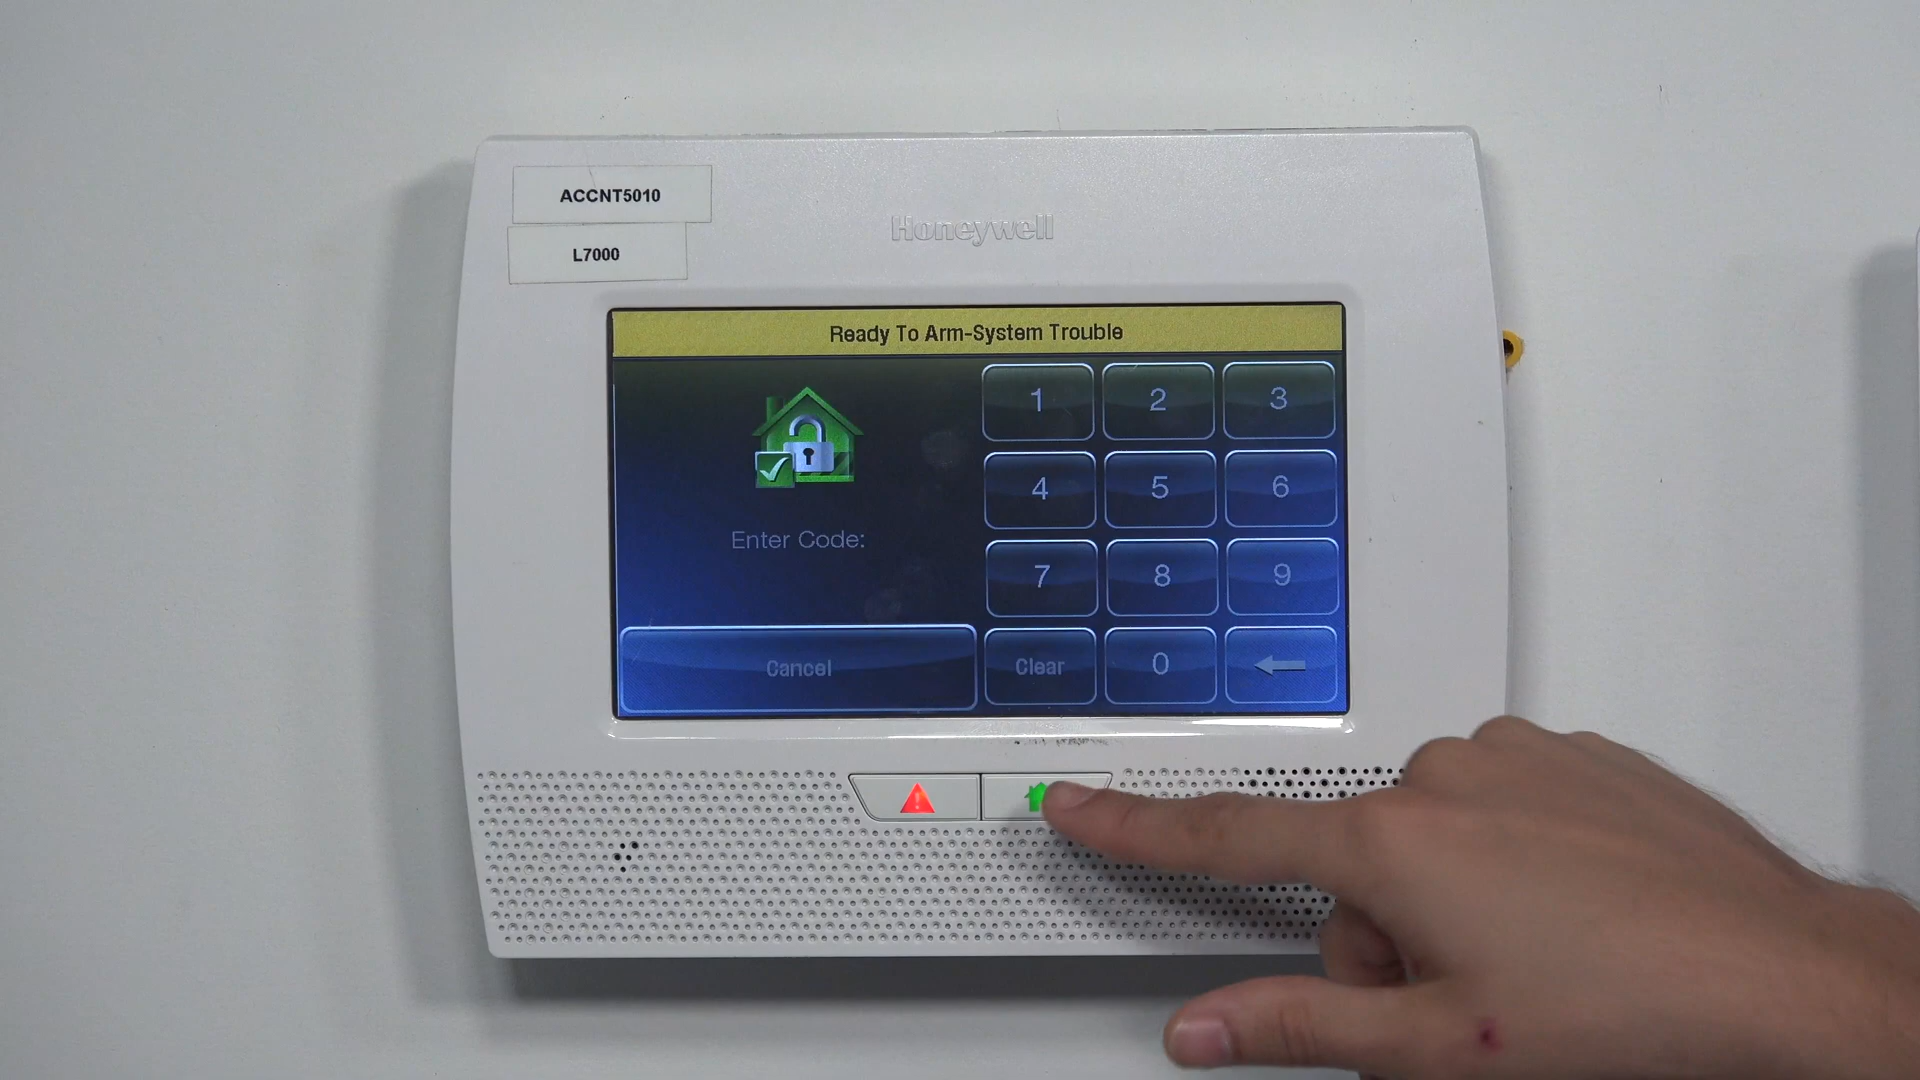 ACCNT5010
L7000
Honeywell
Ready To Arm-System Trouble
1 2 3
4 5 6
Enter Code:
7 8 9
Cancel Clear 0